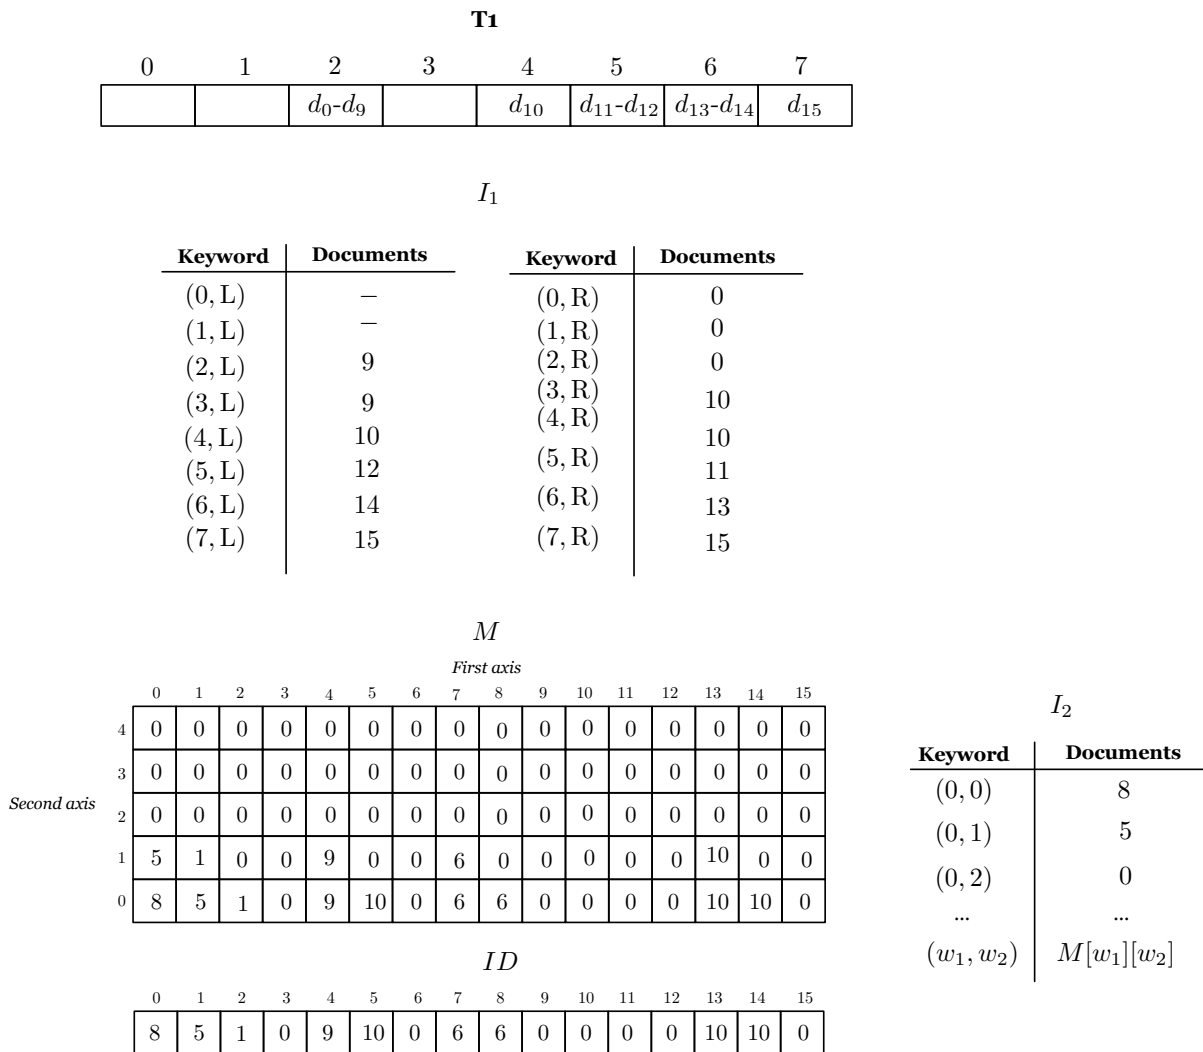 T1
0 1 2 3 4 5 6 7
d₀-d₉ d₁₀ d₁₁-d₁₂ d₁₃-d₁₄ d₁₅
I₁
Keyword Documents
(0, L) –
(1, L) –
(2, L) 9
(3, L) 9
(4, L) 10
(5, L) 12
(6, L) 14
(7, L) 15
Keyword Documents
(0, R) 0
(1, R) 0
(2, R) 0
(3, R) 10
(4, R) 10
(5, R) 11
(6, R) 13
(7, R) 15
M
First axis
0 1 2 3 4 5 6 7 8 9 10 11 12 13 14 15
4 0 0 0 0 0 0 0 0 0 0 0 0 0 0 0 0
3 0 0 0 0 0 0 0 0 0 0 0 0 0 0 0 0
Second axis
2 0 0 0 0 0 0 0 0 0 0 0 0 0 0 0 0
1 5 1 0 0 9 0 0 6 0 0 0 0 0 10 0 0
0 8 5 1 0 9 10 0 6 6 0 0 0 0 10 10 0
I₂
Keyword Documents
(0, 0) 8
(0, 1) 5
(0, 2) 0
... ...
(w₁, w₂) M[w₁][w₂]
ID
0 1 2 3 4 5 6 7 8 9 10 11 12 13 14 15
8 5 1 0 9 10 0 6 6 0 0 0 0 10 10 0